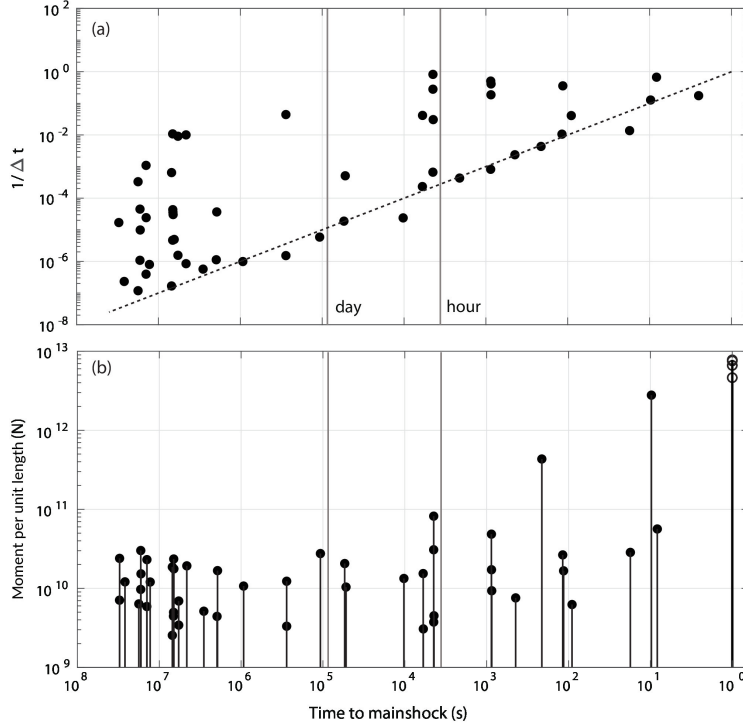 (a)
10^2
10^0
10^-2
10^-4
10^-6
10^-8
1/Δ t
day
hour
(b)
10^13
10^12
10^11
10^10
10^9
Moment per unit length (N)
10^8 10^7 10^6 10^5 10^4 10^3 10^2 10^1 10^0
Time to mainshock (s)